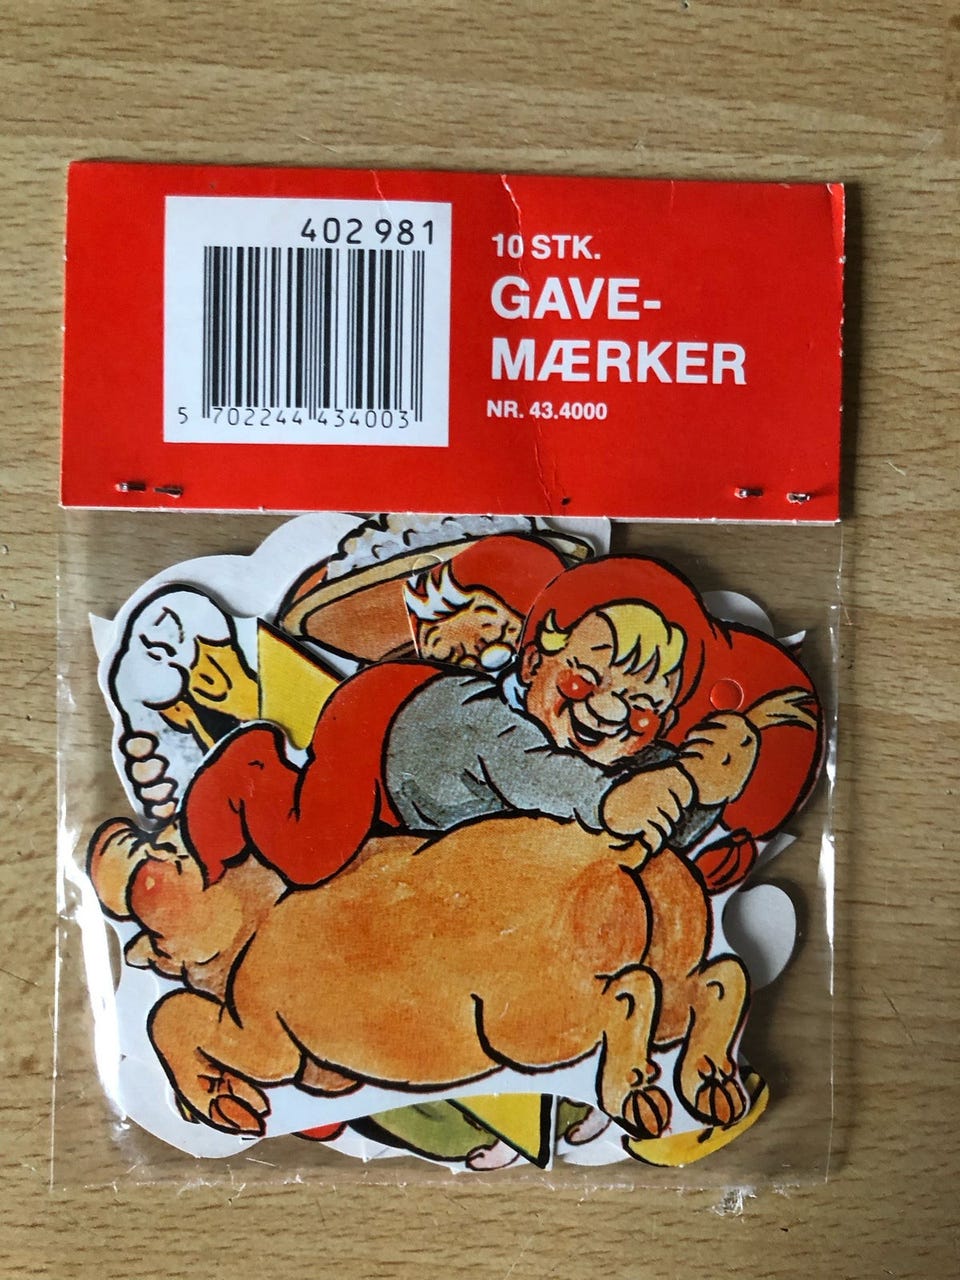 402 981
5 702244 434003
10 STK.
GAVE-
MÆRKER
NR. 43.4000